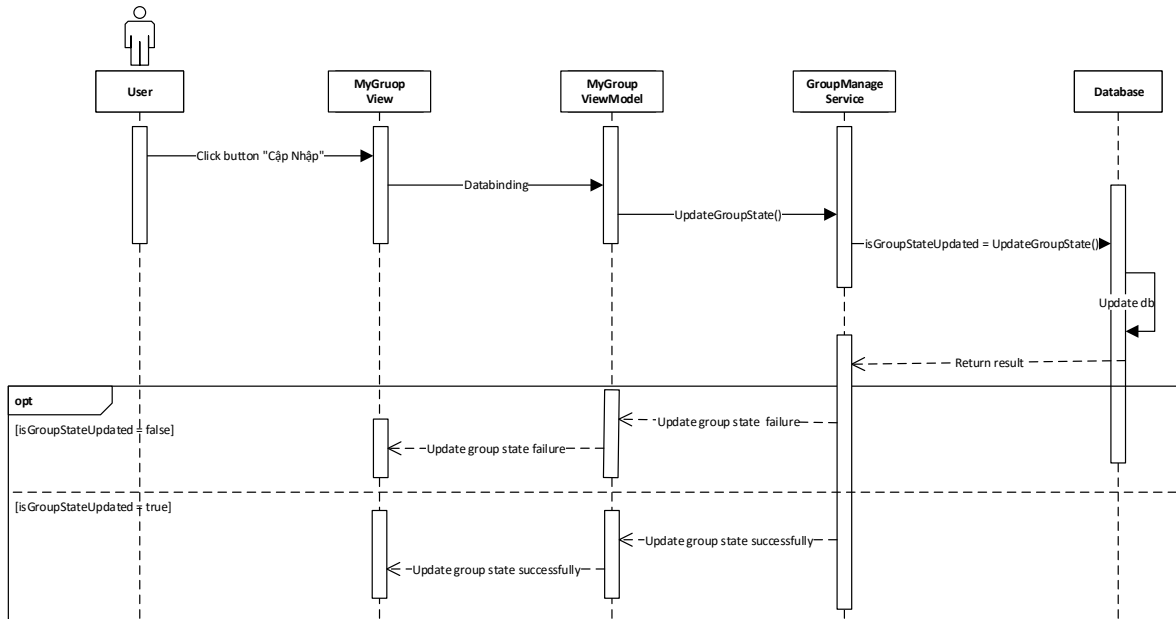 User
MyGruop
View
MyGroup
ViewModel
GroupManage
Service
Database
Click button "Cập Nhập"
Databinding
UpdateGroupState()
isGroupStateUpdated = UpdateGroupState()
Update db
Return result
opt
[isGroupStateUpdated = false]
Update group state failure
Update group state failure
[isGroupStateUpdated = true]
Update group state successfully
Update group state successfully